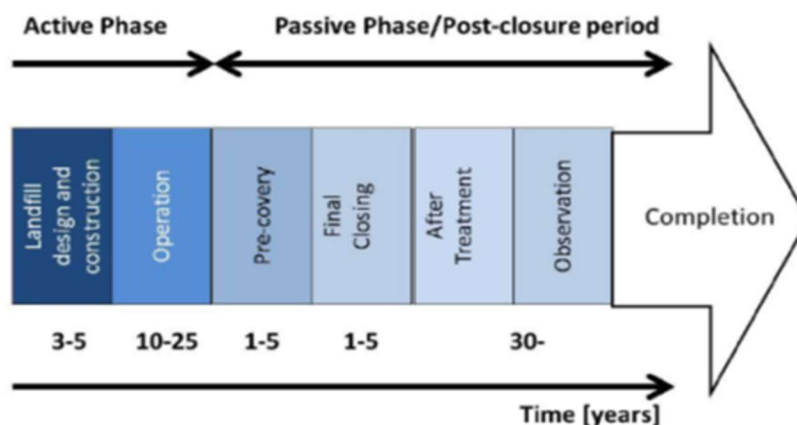 Active Phase
Passive Phase/Post-closure period
Landfill
design and
construction
Operation
Pre-covery
Final
Closing
After
Treatment
Observation
Completion
3-5
10-25
1-5
1-5
30-
Time [years]